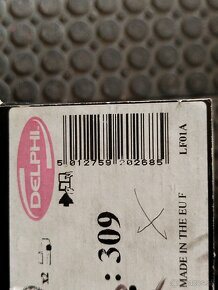 DELPHI
5 012759 202685
LF01A
x2
: 309
MADE IN THE EU F